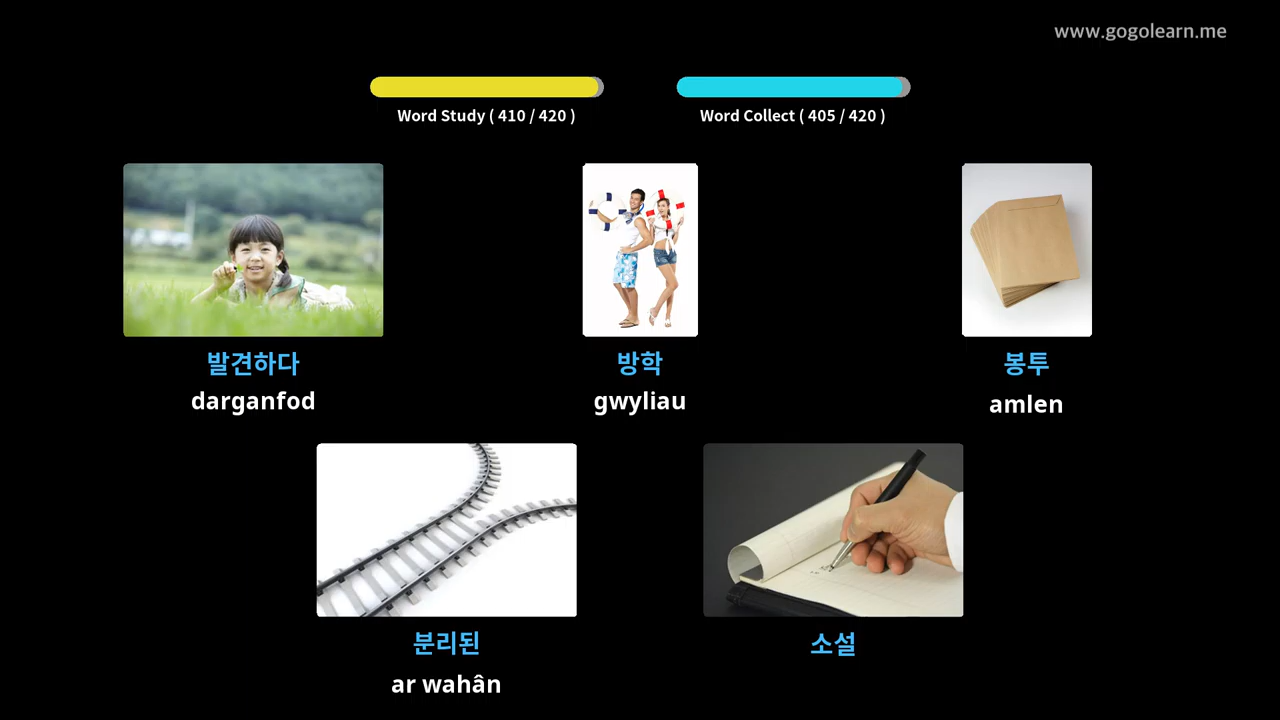 www.gogolearn.me
Word Study ( 410 / 420 )
Word Collect ( 405 / 420 )
발견하다
darganfod
방학
gwyliau
봉투
amlen
분리된
ar wahân
소설